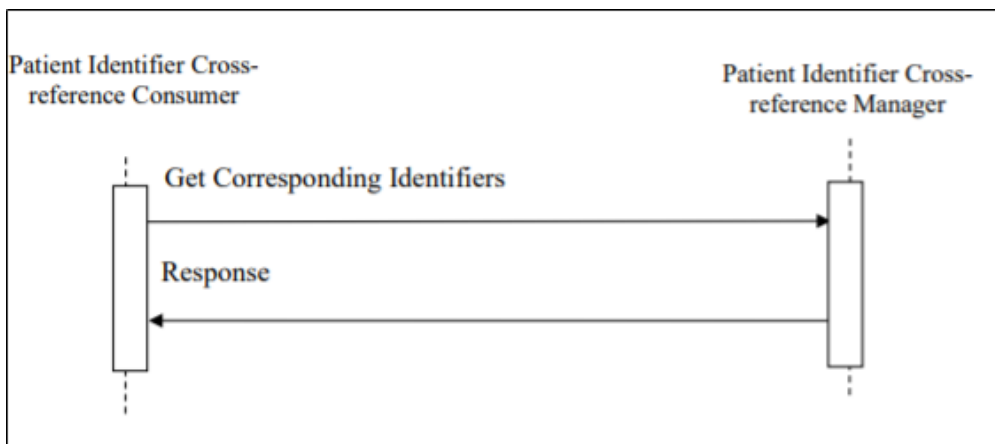 Patient Identifier Cross-
reference Consumer
Patient Identifier Cross-
reference Manager
Get Corresponding Identifiers
Response